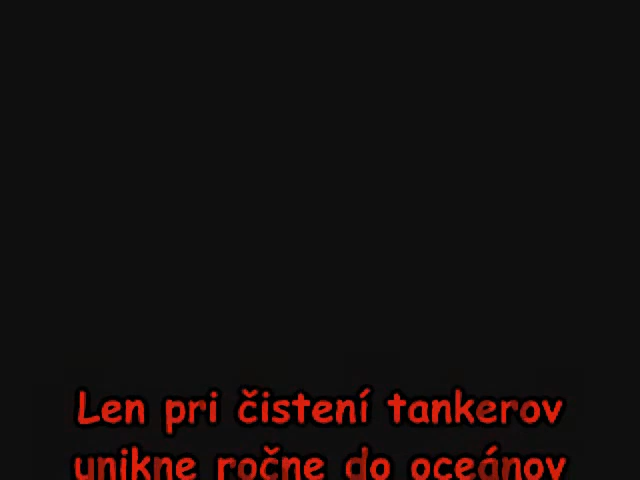 Len pri čistení tankerov
unikne ročne do oceánov